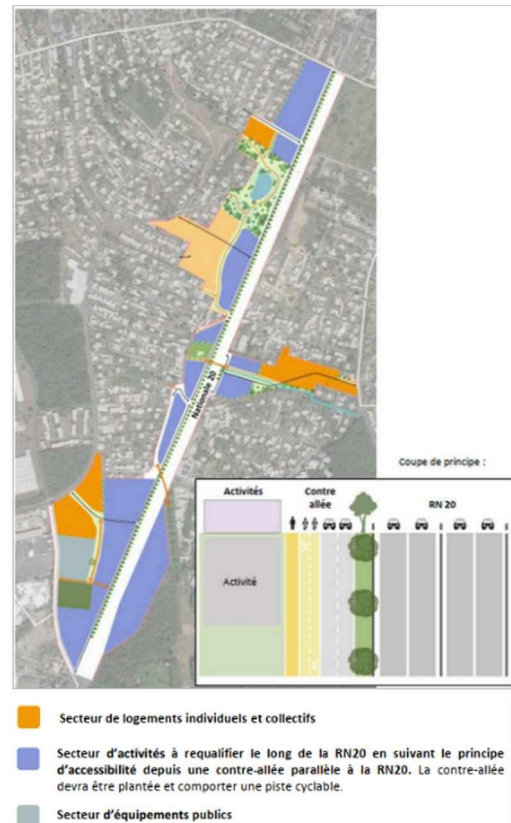 Nationale 20
Coupe de principe :
Activités
Contre
allée
RN 20
Activité
Secteur de logements individuels et collectifs
Secteur d'activités à requalifier le long de la RN20 en suivant le principe
d'accessibilité depuis une contre-allée parallèle à la RN20. La contre-allée
devra être plantée et comporter une piste cyclable.
Secteur d'équipements publics